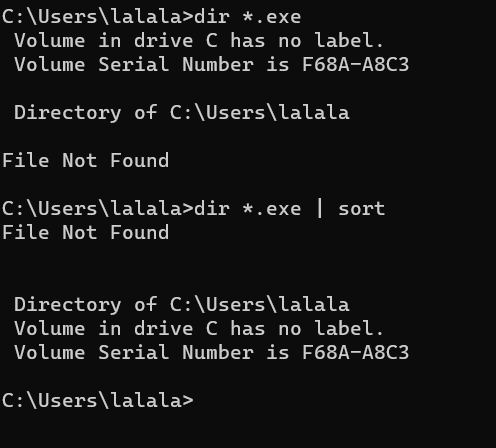 C:\Users\lalala>dir *.exe
 Volume in drive C has no label.
 Volume Serial Number is F68A-A8C3

 Directory of C:\Users\lalala

File Not Found

C:\Users\lalala>dir *.exe | sort
File Not Found


 Directory of C:\Users\lalala
 Volume in drive C has no label.
 Volume Serial Number is F68A-A8C3

C:\Users\lalala>